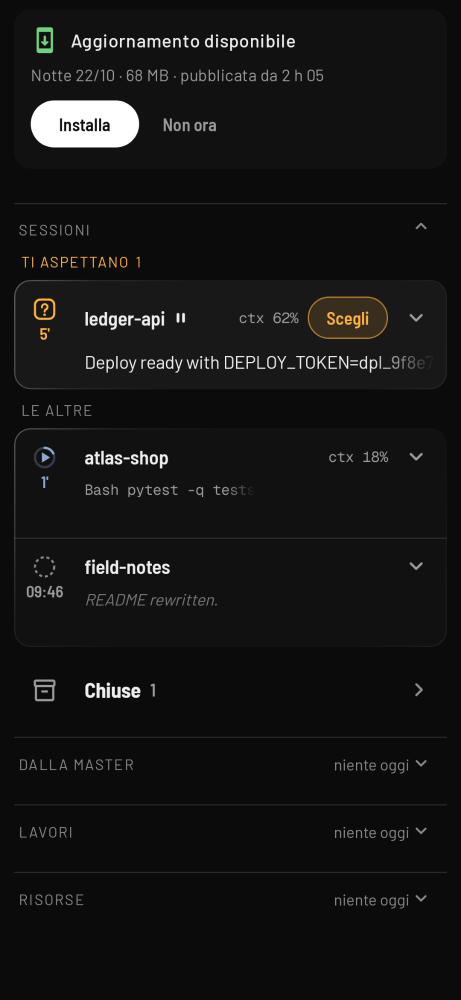 Aggiornamento disponibile
Notte 22/10 · 68 MB · pubblicata da 2 h 05
Installa
Non ora
SESSIONI
TI ASPETTANO 1
ledger-api
ctx 62%
Scegli
5'
Deploy ready with DEPLOY_TOKEN=dpl_9f8e7
LE ALTRE
atlas-shop
ctx 18%
1'
Bash pytest -q tests
field-notes
09:46
README rewritten.
Chiuse 1
DALLA MASTER
niente oggi
LAVORI
niente oggi
RISORSE
niente oggi